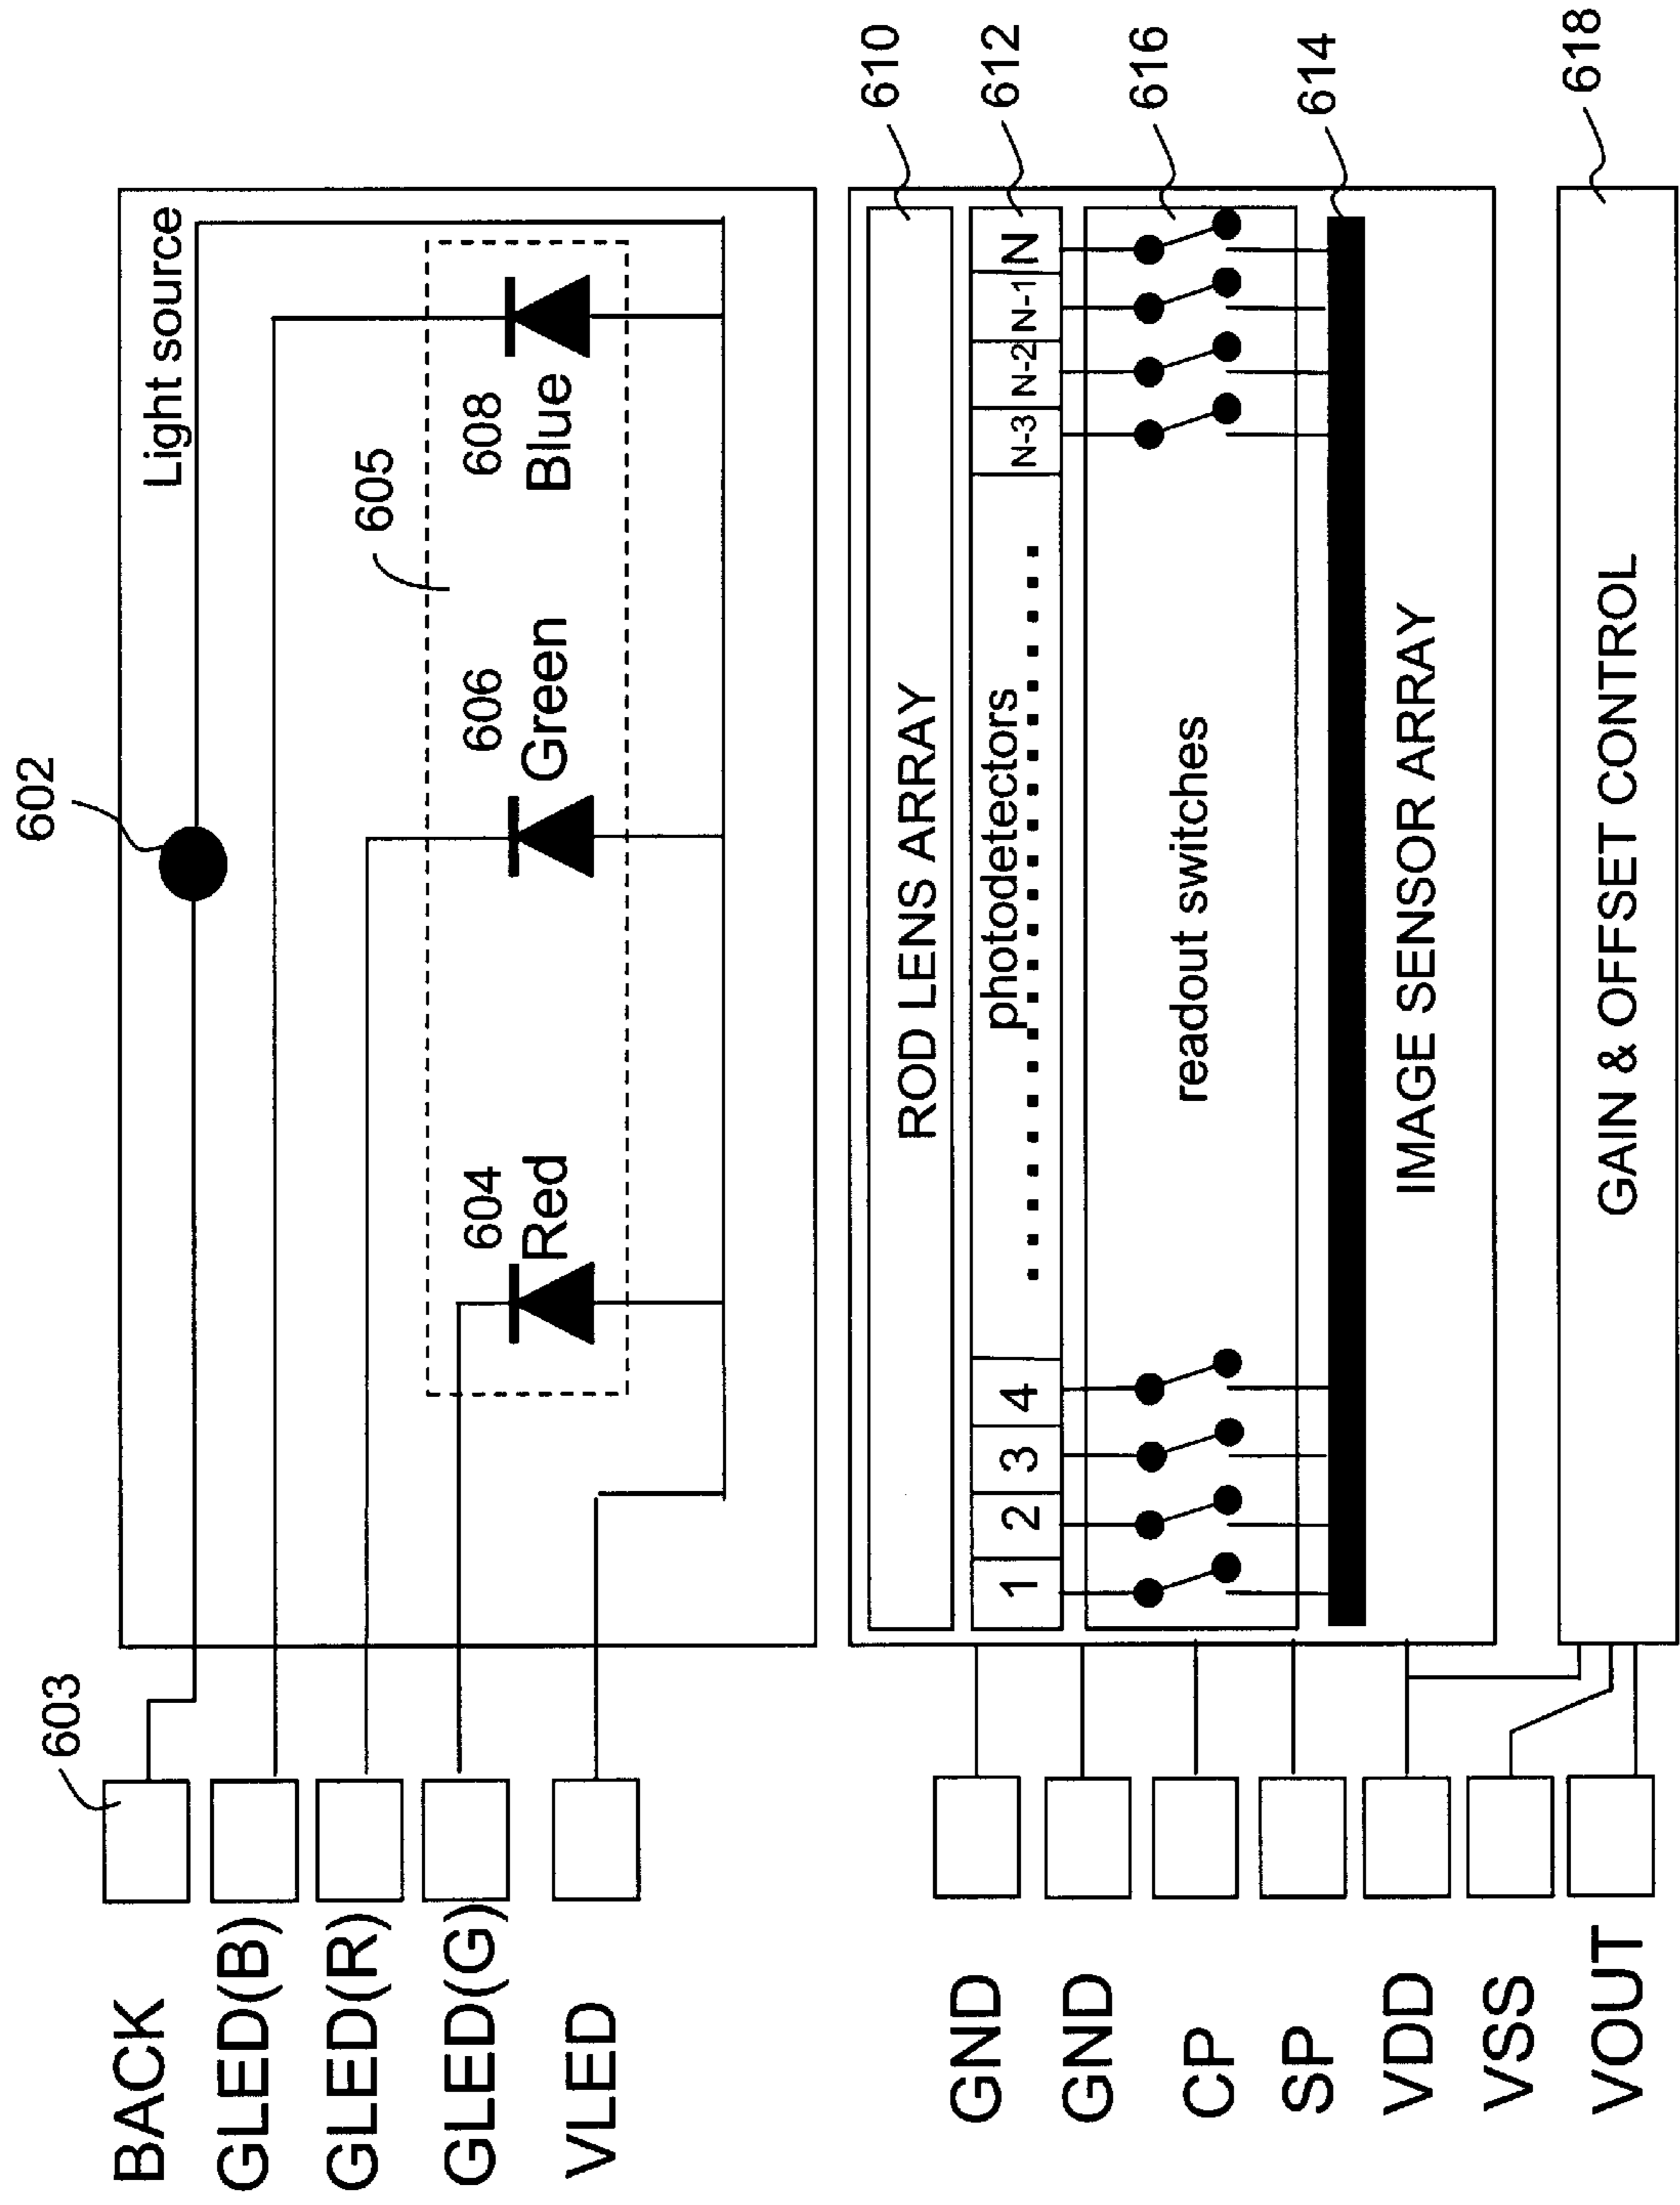 602
603
BACK
Light source
GLED(B)
605
GLED(R)
604
606
608
GLED(G)
Red
Green
Blue
VLED
610
ROD LENS ARRAY
GND
612
photodetectors
1
2
3
4
N-3
N-2
N-1
N
GND
616
readout switches
CP
614
SP
IMAGE SENSOR ARRAY
VDD
VSS
618
GAIN & OFFSET CONTROL
VOUT